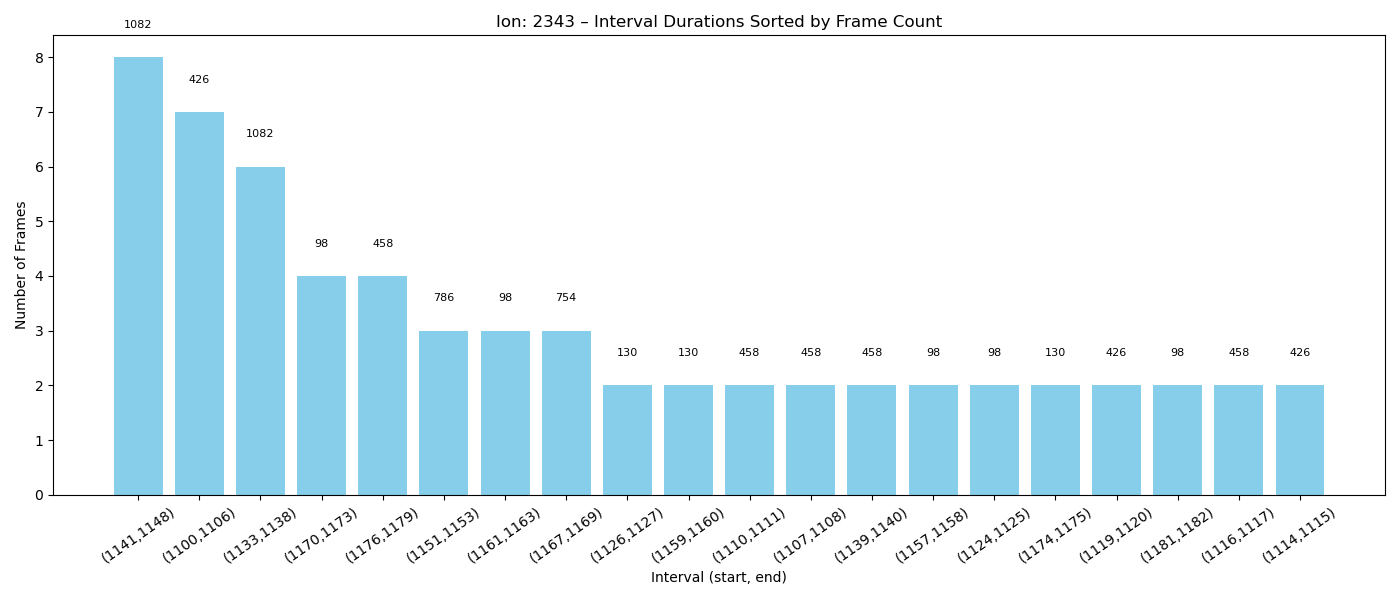 1082
Ion: 2343 – Interval Durations Sorted by Frame Count
8
426
7
1082
6
5
98 458
4
786 98 754
3
130 130 458 458 458 98 98 130 426 98 458 426
2
1
0
Number of Frames
(1141,1148) (1100,1106) (1133,1138) (1170,1173) (1176,1179) (1151,1153) (1161,1163) (1167,1169) (1126,1127) (1159,1160) (1110,1111) (1107,1108) (1139,1140) (1157,1158) (1124,1125) (1174,1175) (1119,1120) (1181,1182) (1116,1117) (1114,1115)
Interval (start, end)